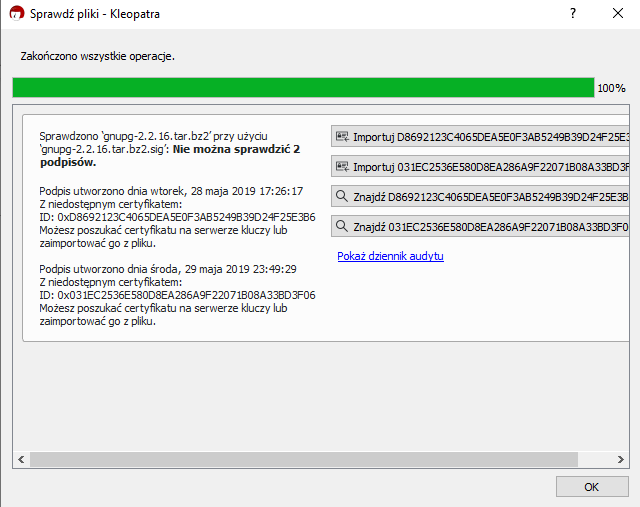 Sprawdź pliki - Kleopatra
?
Zakończono wszystkie operacje.
100%
Sprawdzono ‘gnupg-2.2.16.tar.bz2’ przy użyciu
‘gnupg-2.2.16.tar.bz2.sig’: Nie można sprawdzić 2
podpisów.
Podpis utworzono dnia wtorek, 28 maja 2019 17:26:17
Z niedostępnym certyfikatem:
ID: 0xD8692123C4065DEA5E0F3AB5249B39D24F25E3B6
Możesz poszukać certyfikatu na serwerze kluczy lub
zaimportować go z pliku.
Podpis utworzono dnia środa, 29 maja 2019 23:49:29
Z niedostępnym certyfikatem:
ID: 0x031EC2536E580D8EA286A9F22071B08A33BD3F06
Możesz poszukać certyfikatu na serwerze kluczy lub
zaimportować go z pliku.
Importuj D8692123C4065DEA5E0F3AB5249B39D24F25E3
Importuj 031EC2536E580D8EA286A9F22071B08A33BD3
Znajdź D8692123C4065DEA5E0F3AB5249B39D24F25E3B
Znajdź 031EC2536E580D8EA286A9F22071B08A33BD3F0
Pokaż dziennik audytu
OK